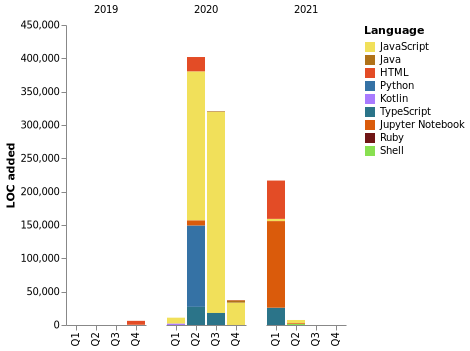 2019 2020 2021
450,000
400,000
350,000
300,000
250,000
200,000
150,000
100,000
50,000
0
LOC added
Q1 Q2 Q3 Q4 Q1 Q2 Q3 Q4 Q1 Q2 Q3 Q4
Language
JavaScript
Java
HTML
Python
Kotlin
TypeScript
Jupyter Notebook
Ruby
Shell